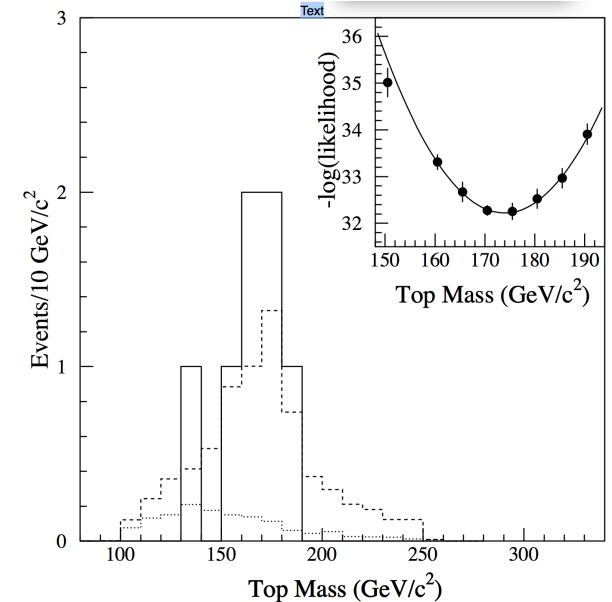 Text
3
2
1
0
Events/10 GeV/c²
100 150 200 250 300
Top Mass (GeV/c²)
36
35
34
33
32
-log(likelihood)
150 160 170 180 190
Top Mass (GeV/c²)